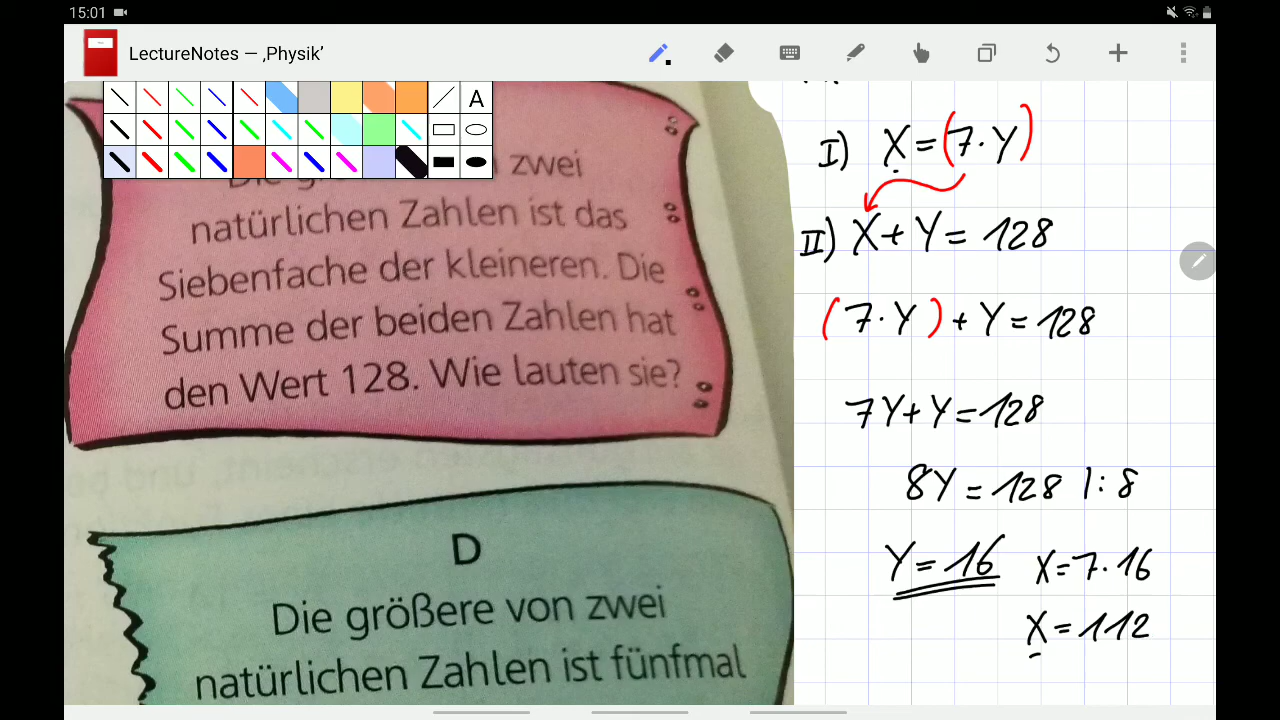 15:01
LectureNotes — ‚Physik’
A
zwei
natürlichen Zahlen ist das
Siebenfache der kleineren. Die
Summe der beiden Zahlen hat
den Wert 128. Wie lauten sie?
D
Die größere von zwei
natürlichen Zahlen ist fünfmal
I) X = (7·Y)
II) X + Y = 128
(7·Y) + Y = 128
7Y + Y = 128
8Y = 128 |: 8
Y = 16
X = 7·16
X = 112